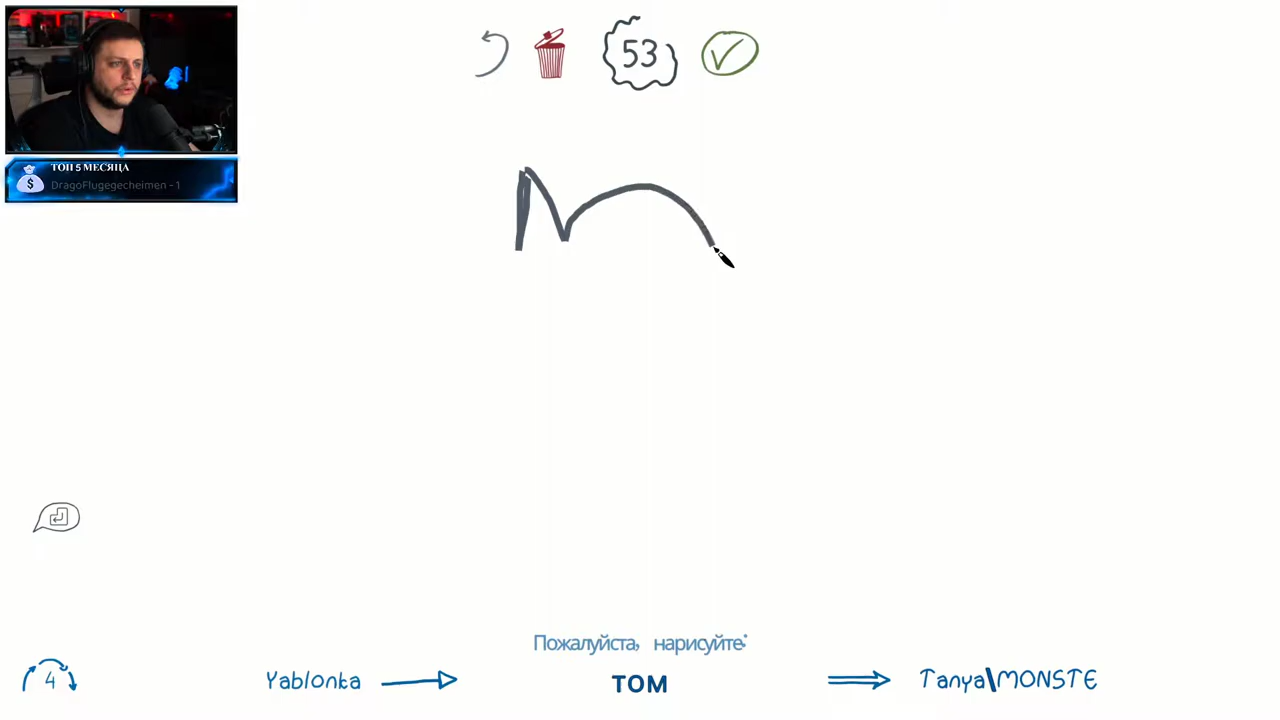 53
ТОП 5 МЕСЯЦА
DragoFlugegecheimen - 1
Пожалуйста, нарисуйте:
4
Yablonka
ТОМ
Tanya\MONSTE